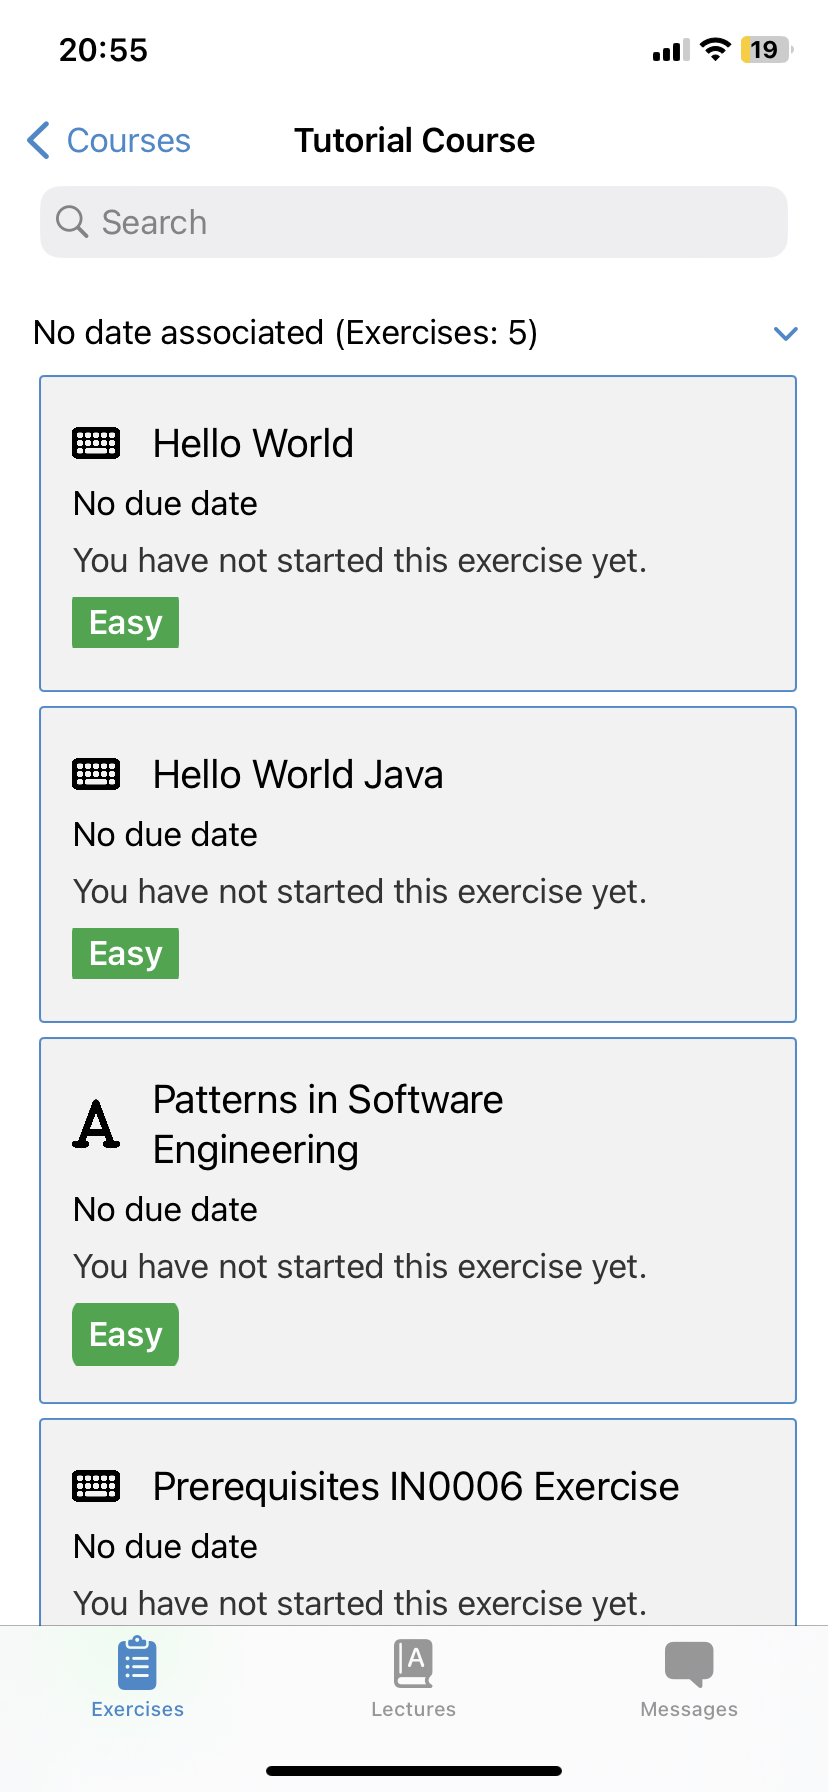 20:55
19
Courses
Tutorial Course
Search
No date associated (Exercises: 5)
Hello World
No due date
You have not started this exercise yet.
Easy
Hello World Java
No due date
You have not started this exercise yet.
Easy
A
Patterns in Software
Engineering
No due date
You have not started this exercise yet.
Easy
Prerequisites IN0006 Exercise
No due date
You have not started this exercise yet.
A
Exercises
Lectures
Messages